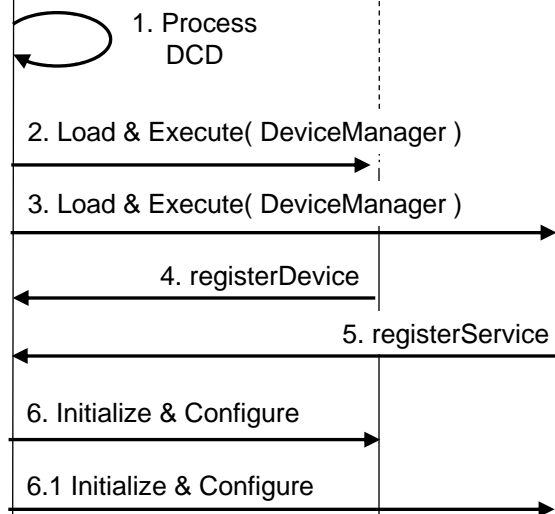 1. Process
DCD
2. Load & Execute( DeviceManager )
3. Load & Execute( DeviceManager )
4. registerDevice
5. registerService
6. Initialize & Configure
6.1 Initialize & Configure